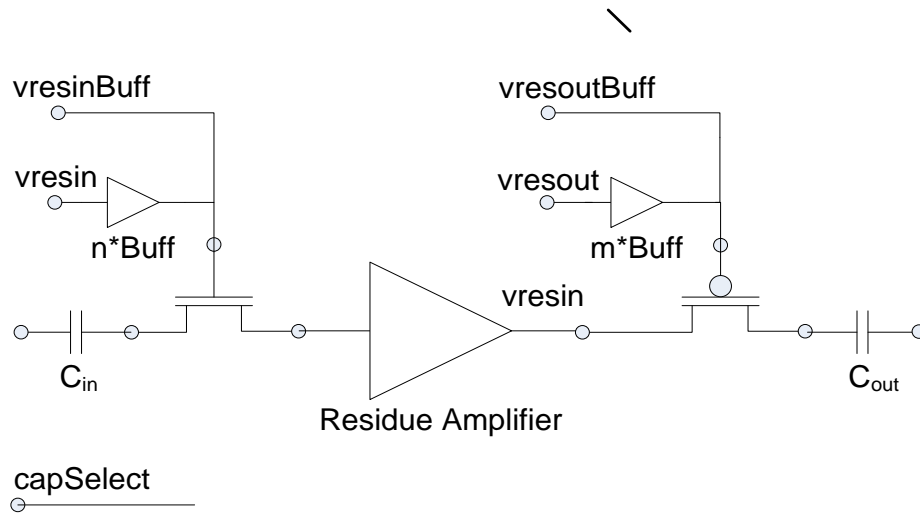 vresinBuff
vresoutBuff
vresin
vresout
n*Buff
m*Buff
vresin
Cin
Cout
Residue Amplifier
capSelect